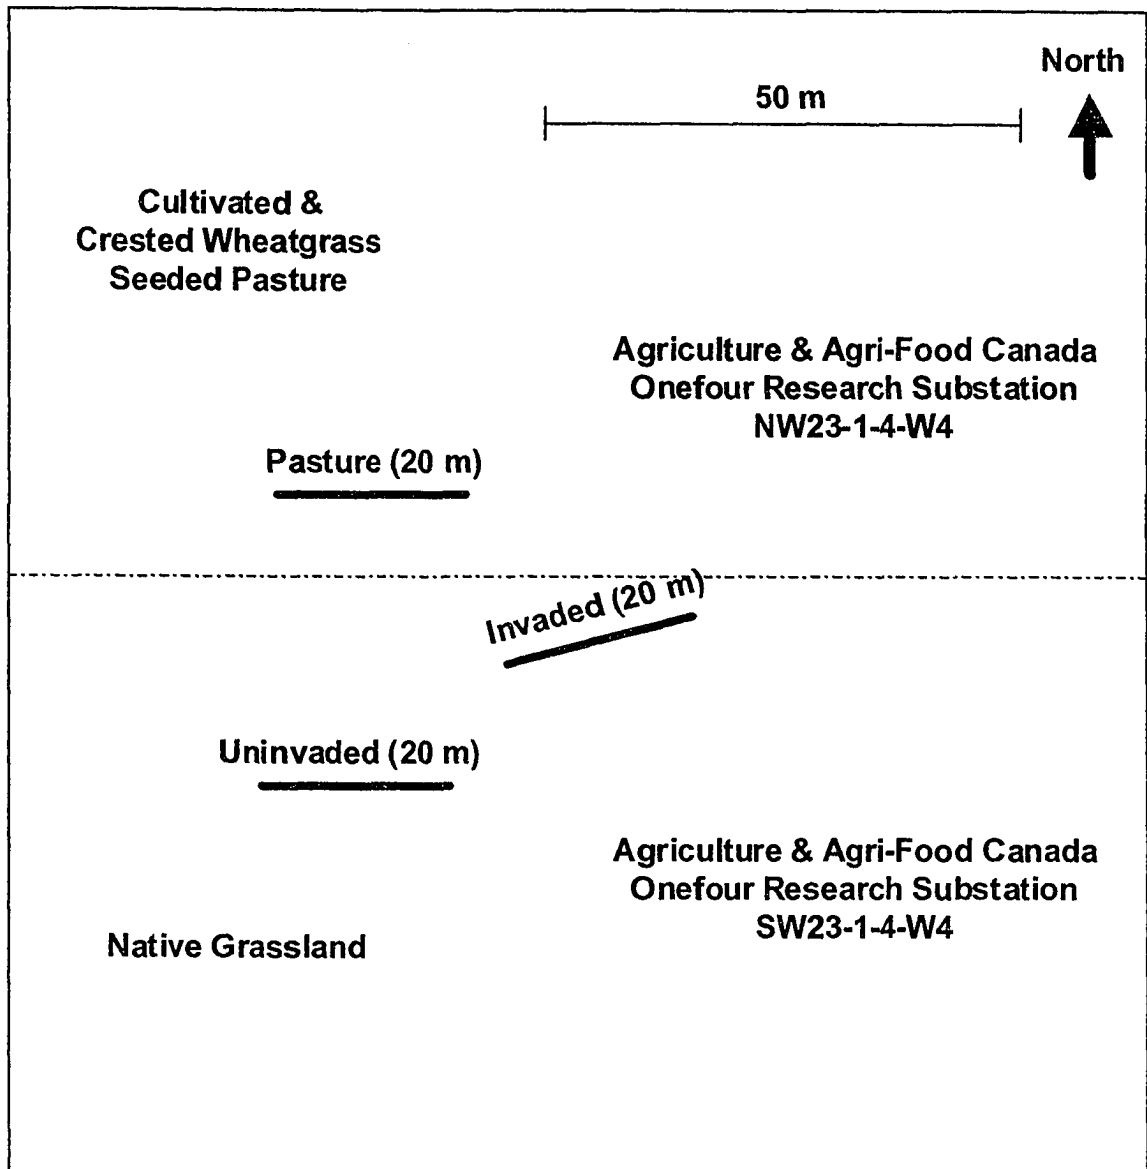 North
50 m
Cultivated &
Crested Wheatgrass
Seeded Pasture
Agriculture & Agri-Food Canada
Onefour Research Substation
NW23-1-4-W4
Pasture (20 m)
Invaded (20 m)
Uninvaded (20 m)
Agriculture & Agri-Food Canada
Onefour Research Substation
SW23-1-4-W4
Native Grassland